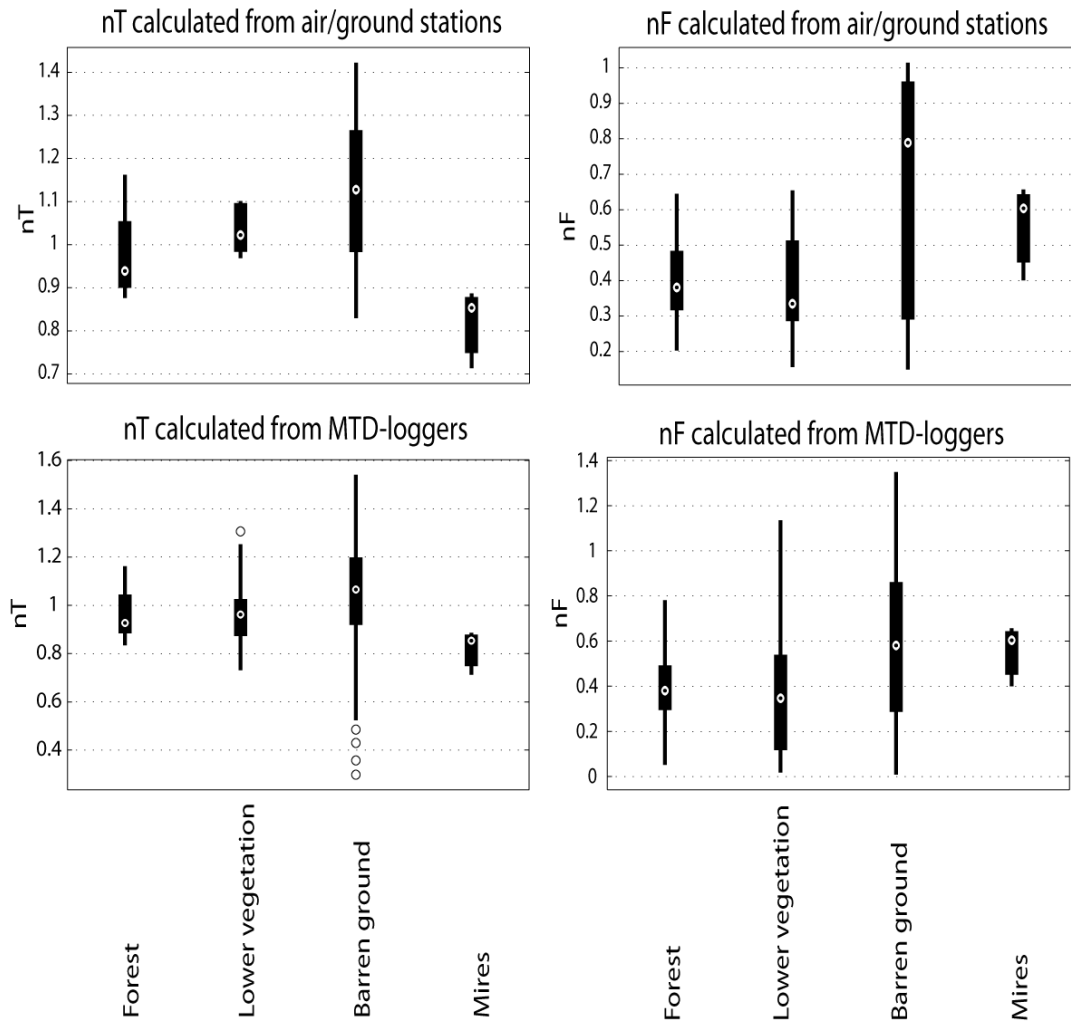 nT calculated from air/ground stations
nT
1.4
1.3
1.2
1.1
1
0.9
0.8
0.7
nF calculated from air/ground stations
nF
1
0.9
0.8
0.7
0.6
0.5
0.4
0.3
0.2
nT calculated from MTD-loggers
nT
1.6
1.4
1.2
1
0.8
0.6
0.4
nF calculated from MTD-loggers
nF
1.4
1.2
1
0.8
0.6
0.4
0.2
0
Forest
Lower vegetation
Barren ground
Mires
Forest
Lower vegetation
Barren ground
Mires